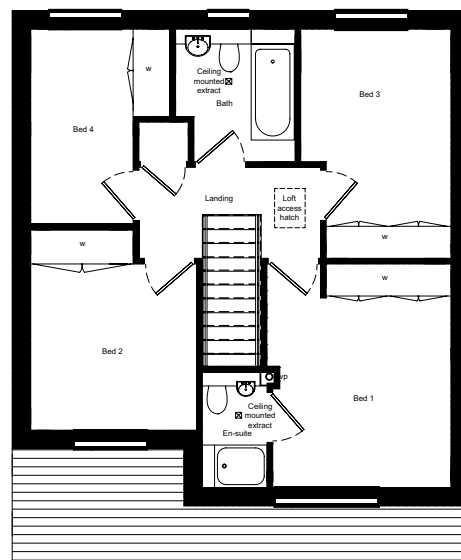 w
Ceiling
mounted
extract
Bath
Bed 3
Bed 4
Landing
Loft
access
hatch
w
w
w
Bed 2
vp
Bed 1
Ceiling
mounted
extract
En-suite